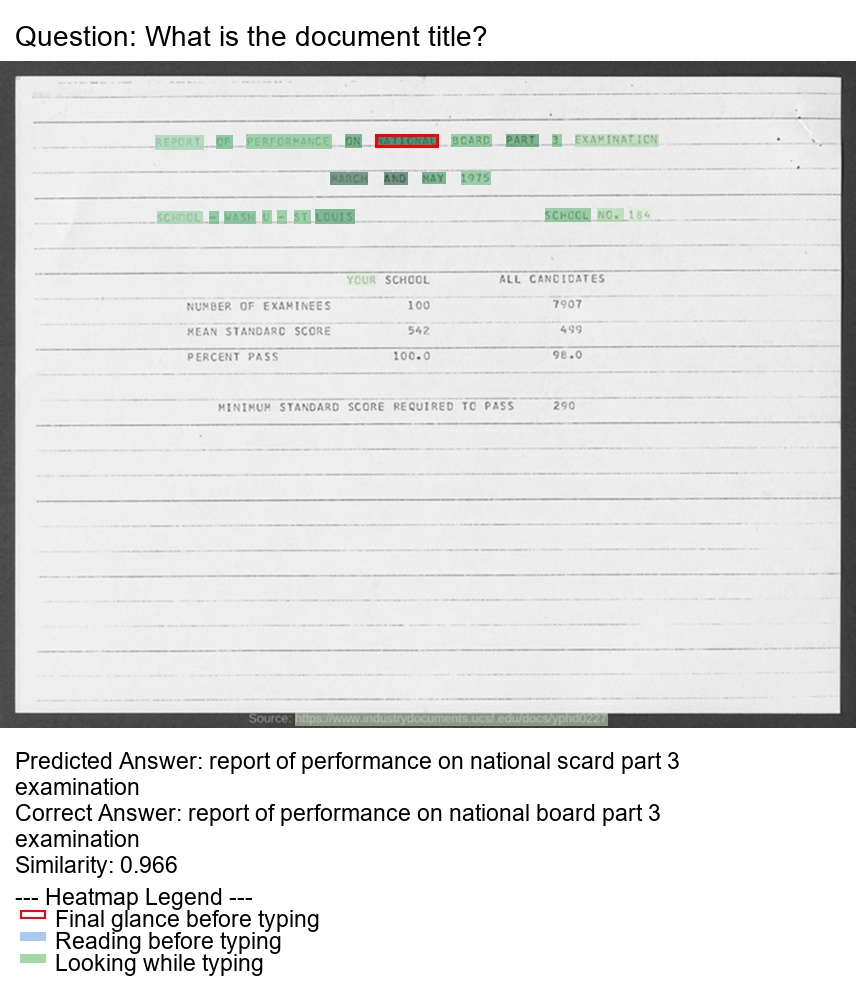 Question: What is the document title?
REPORT OF PERFORMANCE ON NATIONAL BOARD PART 3 EXAMINATION
MARCH AND MAY 1975
SCHOOL - WASH U - ST LOUIS SCHOOL NO. 184
YOUR SCHOOL ALL CANDIDATES
NUMBER OF EXAMINEES 100 7907
MEAN STANDARD SCORE 542 499
PERCENT PASS 100.0 98.0
MINIMUM STANDARD SCORE REQUIRED TO PASS 290
Source: https://www.industrydocuments.ucsf.edu/docs/yphd0227
Predicted Answer: report of performance on national scard part 3
examination
Correct Answer: report of performance on national board part 3
examination
Similarity: 0.966
--- Heatmap Legend ---
Final glance before typing
Reading before typing
Looking while typing